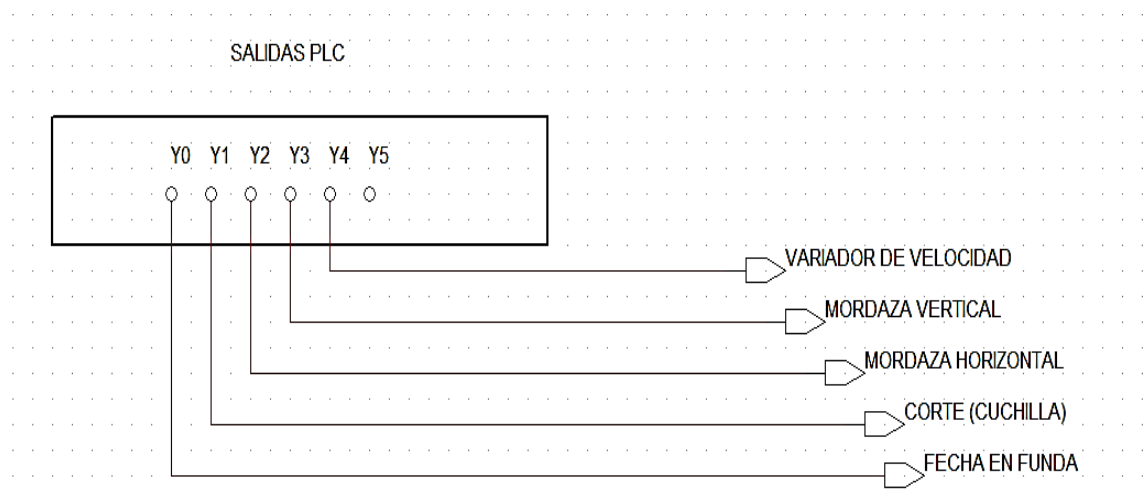 SALIDAS PLC
Y0 Y1 Y2 Y3 Y4 Y5
VARIADOR DE VELOCIDAD
MORDAZA VERTICAL
MORDAZA HORIZONTAL
CORTE (CUCHILLA)
FECHA EN FUNDA